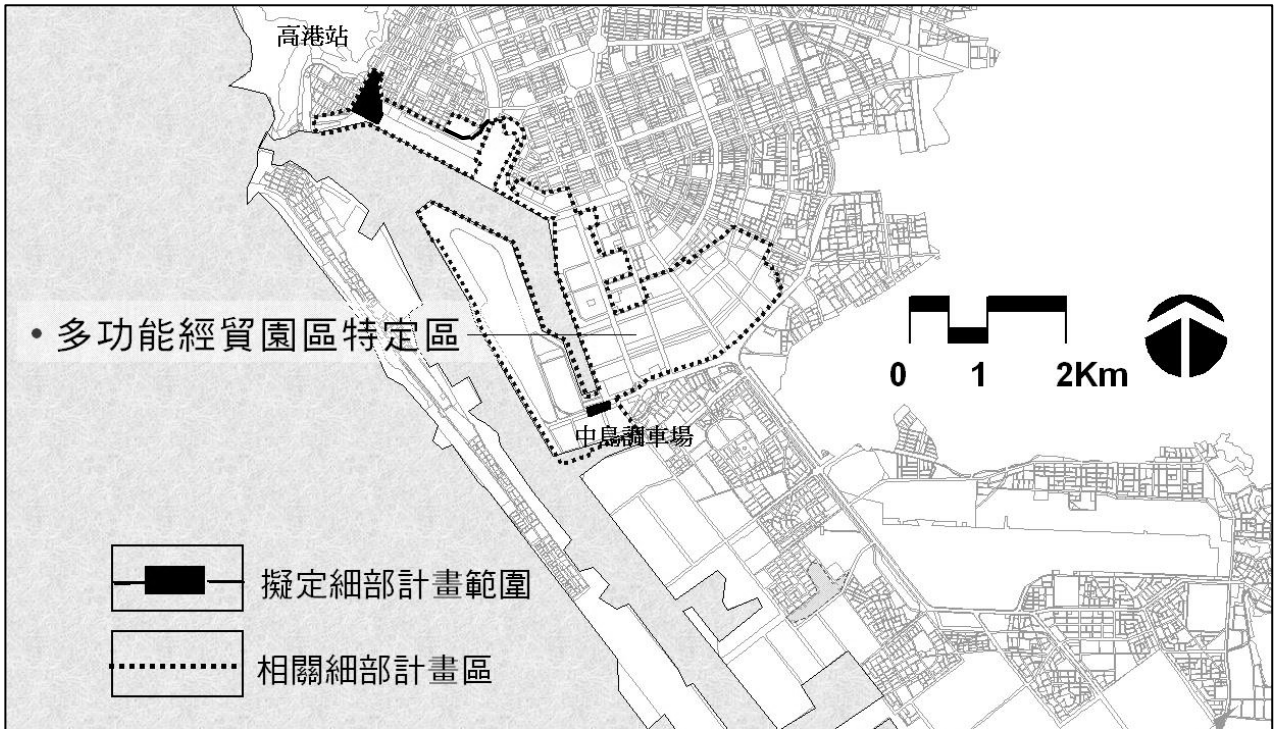 高港站
• 多功能經貿園區特定區
0 1 2Km
中島調車場
擬定細部計畫範圍
相關細部計畫區